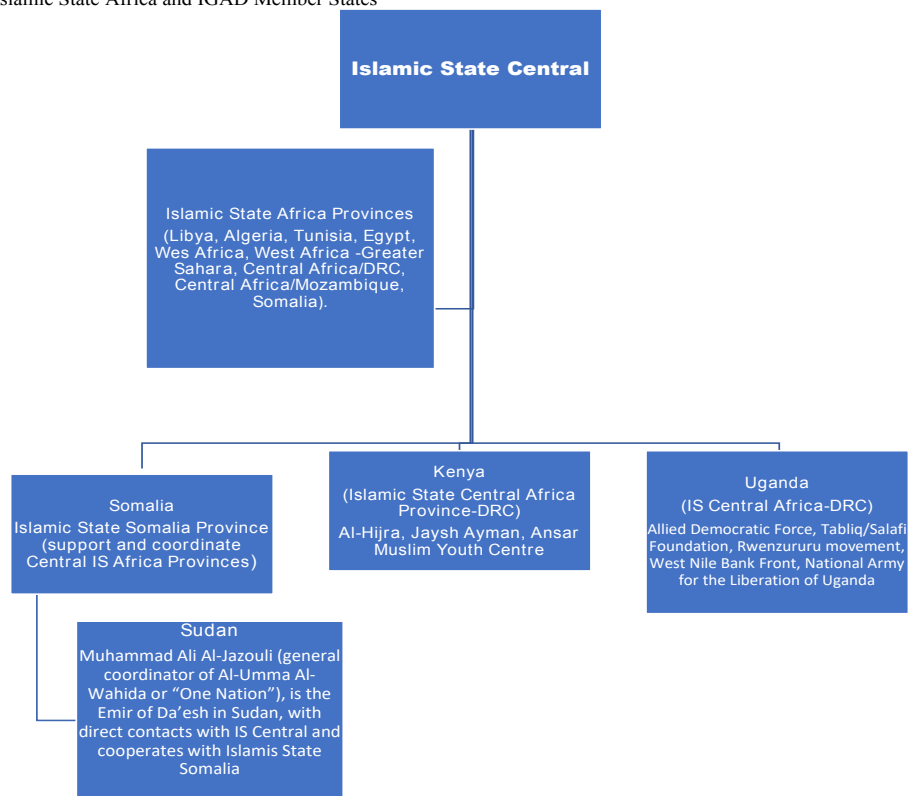 Islamic State Africa and IGAD Member States
Islamic State Central
Islamic State Africa Provinces
(Libya, Algeria, Tunisia, Egypt,
Wes Africa, West Africa -Greater
Sahara, Central Africa/DRC,
Central Africa/Mozambique,
Somalia).
Somalia
Islamic State Somalia Province
(support and coordinate
Central IS Africa Provinces)
Kenya
(Islamic State Central Africa
Province-DRC)
Al-Hijra, Jaysh Ayman, Ansar
Muslim Youth Centre
Uganda
(IS Central Africa-DRC)
Allied Democratic Force, Tabliq/Salafi
Foundation, Rwenzururu movement,
West Nile Bank Front, National Army
for the Liberation of Uganda
Sudan
Muhammad Ali Al-Jazouli (general
coordinator of Al-Umma Al-
Wahida or “One Nation”), is the
Emir of Da’esh in Sudan, with
direct contacts with IS Central and
cooperates with Islamis State
Somalia